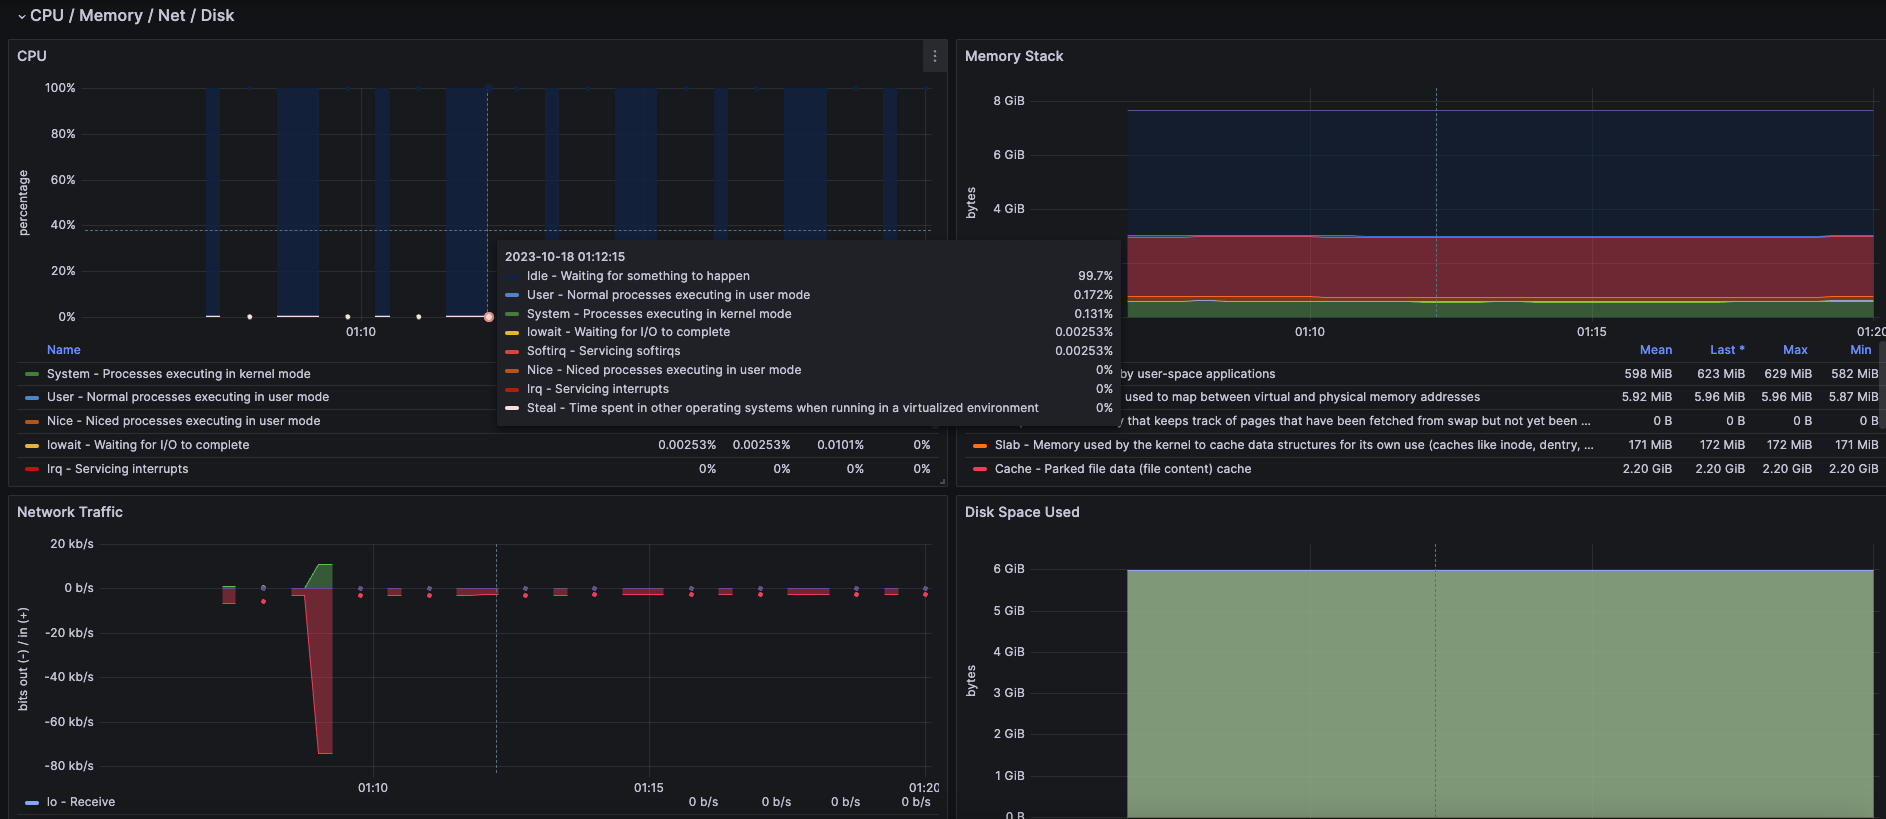 CPU / Memory / Net / Disk
CPU
100%
80%
60%
40%
20%
0%
percentage
01:10
Name
System - Processes executing in kernel mode
User - Normal processes executing in user mode
Nice - Niced processes executing in user mode
Iowait - Waiting for I/O to complete 0.00253% 0.00253% 0.0101% 0%
Irq - Servicing interrupts 0% 0% 0% 0%
2023-10-18 01:12:15
Idle - Waiting for something to happen 99.7%
User - Normal processes executing in user mode 0.172%
System - Processes executing in kernel mode 0.131%
Iowait - Waiting for I/O to complete 0.00253%
Softirq - Servicing softirqs 0.00253%
Nice - Niced processes executing in user mode 0%
Irq - Servicing interrupts 0%
Steal - Time spent in other operating systems when running in a virtualized environment 0%
Memory Stack
8 GiB
6 GiB
4 GiB
bytes
01:10 01:15 01:20
Mean Last * Max Min
by user-space applications 598 MiB 623 MiB 629 MiB 582 MiB
used to map between virtual and physical memory addresses 5.92 MiB 5.96 MiB 5.96 MiB 5.87 MiB
that keeps track of pages that have been fetched from swap but not yet been ... 0 B 0 B 0 B 0 B
Slab - Memory used by the kernel to cache data structures for its own use (caches like inode, dentry, ... 171 MiB 172 MiB 172 MiB 171 MiB
Cache - Parked file data (file content) cache 2.20 GiB 2.20 GiB 2.20 GiB 2.20 GiB
Network Traffic
20 kb/s
0 b/s
-20 kb/s
-40 kb/s
-60 kb/s
-80 kb/s
bits out (-) / in (+)
01:10 01:15 01:20
lo - Receive 0 b/s 0 b/s 0 b/s 0 b/s
Disk Space Used
6 GiB
5 GiB
4 GiB
3 GiB
2 GiB
1 GiB
0 B
bytes